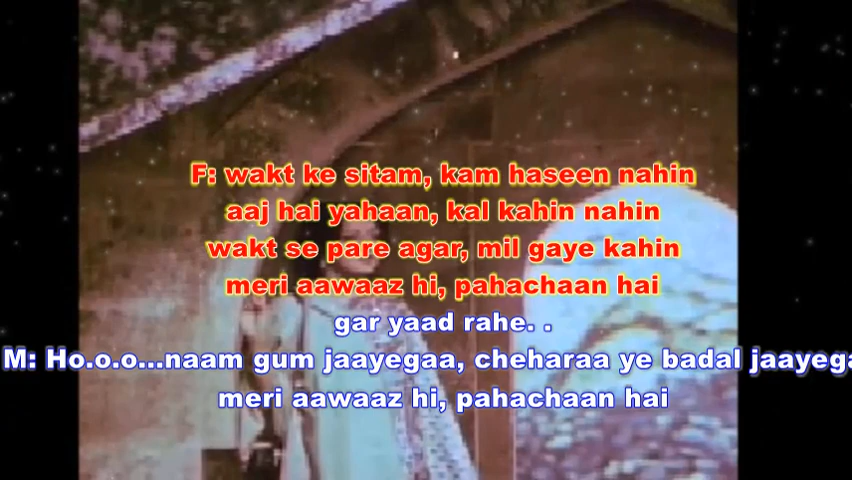 F: wakt ke sitam, kam haseen nahin
aaj hai yahaan, kal kahin nahin
wakt se pare agar, mil gaye kahin
meri aawaaz hi, pahachaan hai
gar yaad rahe. .
M: Ho.o.o...naam gum jaayegaa, cheharaa ye badal jaayega
meri aawaaz hi, pahachaan hai